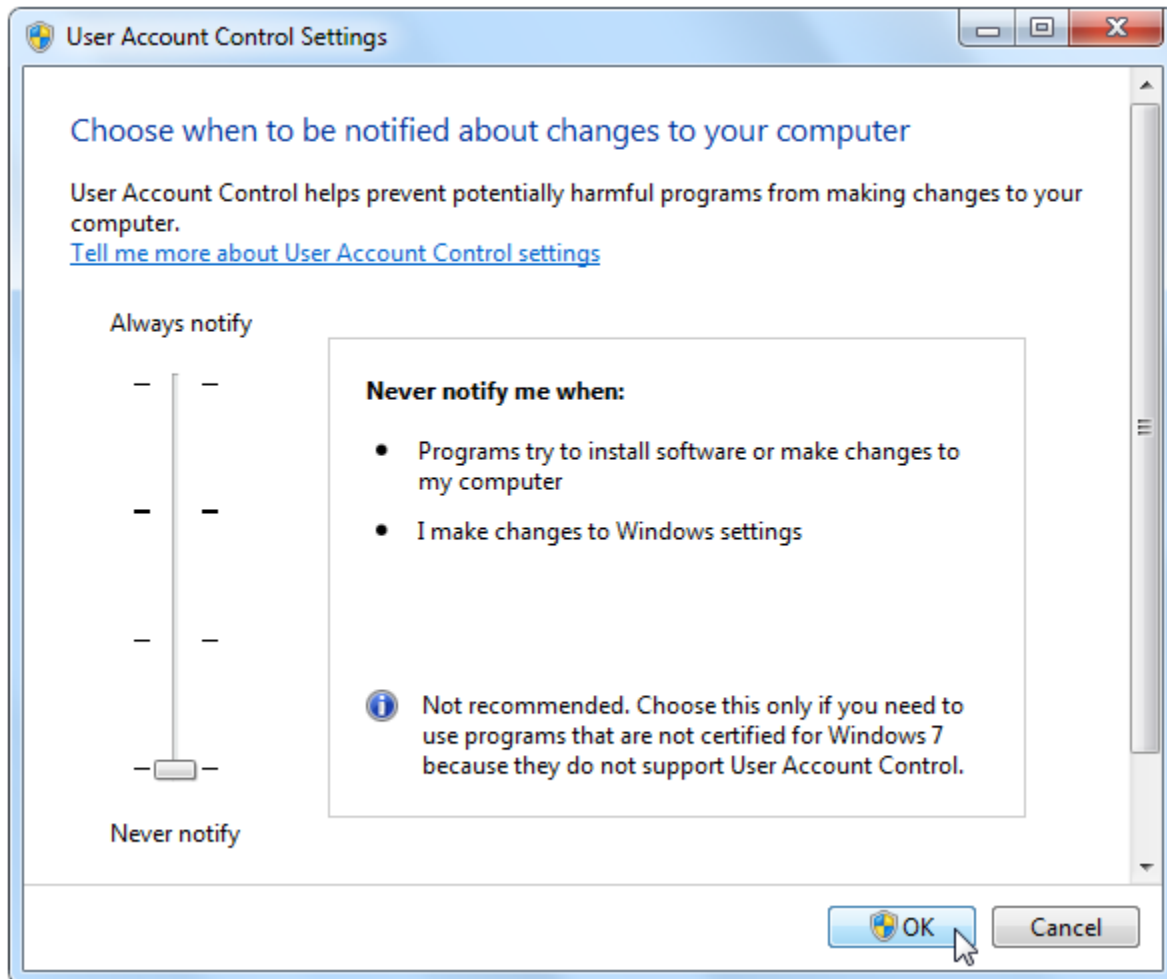 User Account Control Settings
Choose when to be notified about changes to your computer
User Account Control helps prevent potentially harmful programs from making changes to your
computer.
Tell me more about User Account Control settings
Always notify
Never notify me when:
• Programs try to install software or make changes to
my computer
• I make changes to Windows settings
Not recommended. Choose this only if you need to
use programs that are not certified for Windows 7
because they do not support User Account Control.
Never notify
OK
Cancel